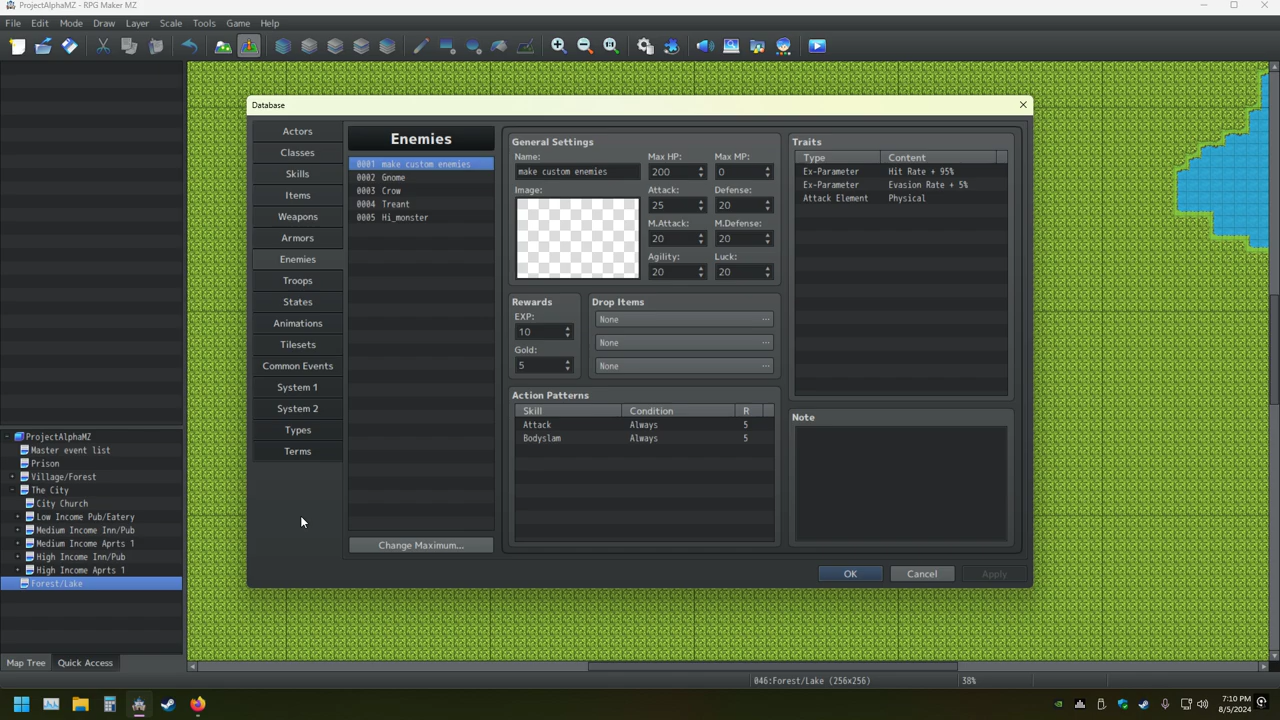 ProjectAlphaMZ - RPG Maker MZ
File Edit Mode Draw Layer Scale Tools Game Help
Database
Actors
Classes
Skills
Items
Weapons
Armors
Enemies
Troops
States
Animations
Tilesets
Common Events
System 1
System 2
Types
Terms
Enemies
0001 make custom enemies
0002 Gnome
0003 Crow
0004 Treant
0005 Hi_monster
Change Maximum...
General Settings
Name: Max HP: Max MP:
make custom enemies 200 0
Image: Attack: Defense:
25 20
M.Attack: M.Defense:
20 20
Agility: Luck:
20 20
Rewards
EXP:
10
Gold:
5
Drop Items
None ...
None ...
None ...
Action Patterns
Skill Condition R
Attack Always 5
Bodyslam Always 5
Traits
Type Content
Ex-Parameter Hit Rate + 95%
Ex-Parameter Evasion Rate + 5%
Attack Element Physical
Note
OK Cancel Apply
ProjectAlphaMZ
Master event list
Prison
Village/Forest
The City
City Church
Low Income Pub/Eatery
Medium Income Inn/Pub
Medium Income Aprts 1
High Income Inn/Pub
High Income Aprts 1
Forest/Lake
Map Tree Quick Access
046:Forest/Lake (256x256) 38%
7:10 PM
8/5/2024